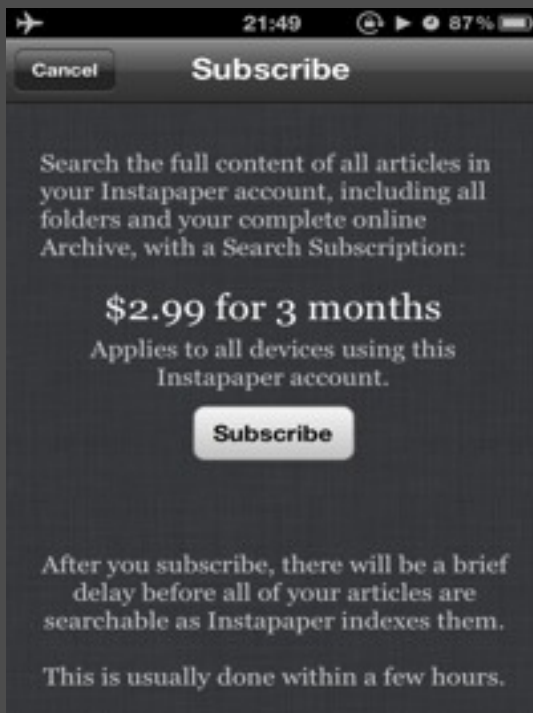 21:49 87%
Cancel Subscribe
Search the full content of all articles in
your Instapaper account, including all
folders and your complete online
Archive, with a Search Subscription:
$2.99 for 3 months
Applies to all devices using this
Instapaper account.
Subscribe
After you subscribe, there will be a brief
delay before all of your articles are
searchable as Instapaper indexes them.
This is usually done within a few hours.